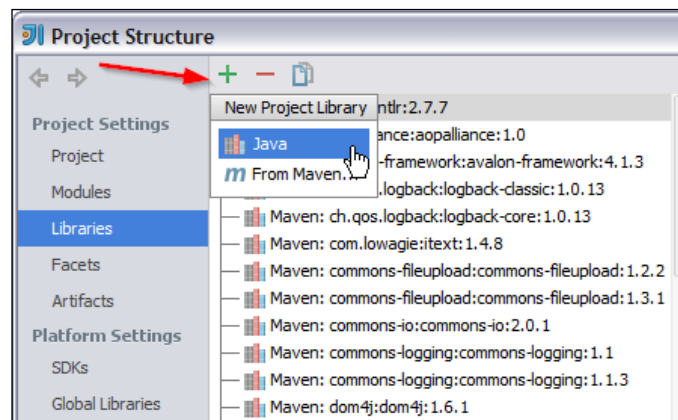 Project Structure
Project Settings
Project
Modules
Libraries
Facets
Artifacts
Platform Settings
SDKs
Global Libraries
New Project Library
Java
From Maven...
ntlr:2.7.7
ance:aopalliance:1.0
-framework:avalon-framework:4.1.3
.logback:logback-classic:1.0.13
Maven: ch.qos.logback:logback-core:1.0.13
Maven: com.lowagie:itext:1.4.8
Maven: commons-fileupload:commons-fileupload:1.2.2
Maven: commons-fileupload:commons-fileupload:1.3.1
Maven: commons-io:commons-io:2.0.1
Maven: commons-logging:commons-logging:1.1
Maven: commons-logging:commons-logging:1.1.3
Maven: dom4j:dom4j:1.6.1